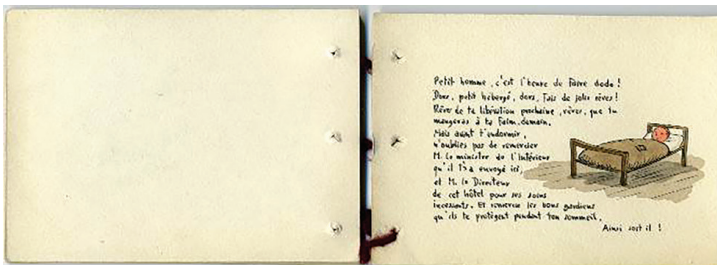 Petit homme, c'est l'heure de faire dodo !
Dors, petit hébergé, dors, fais de jolis rêves !
Rêve de ta libération prochaine, rêves, que tu
mangeras à ta faim, demain.
Mais avant t'endormir,
n'oublies pas de remercier
M. le ministre de l'Intérieur
qu'il t'a envoyé ici,
et M. le Directeur
de cet hôtel pour ses soins
incessants. Et remercie les bons gardiens
qu'ils te protègent pendant ton sommeil.
Ainsi soit il !